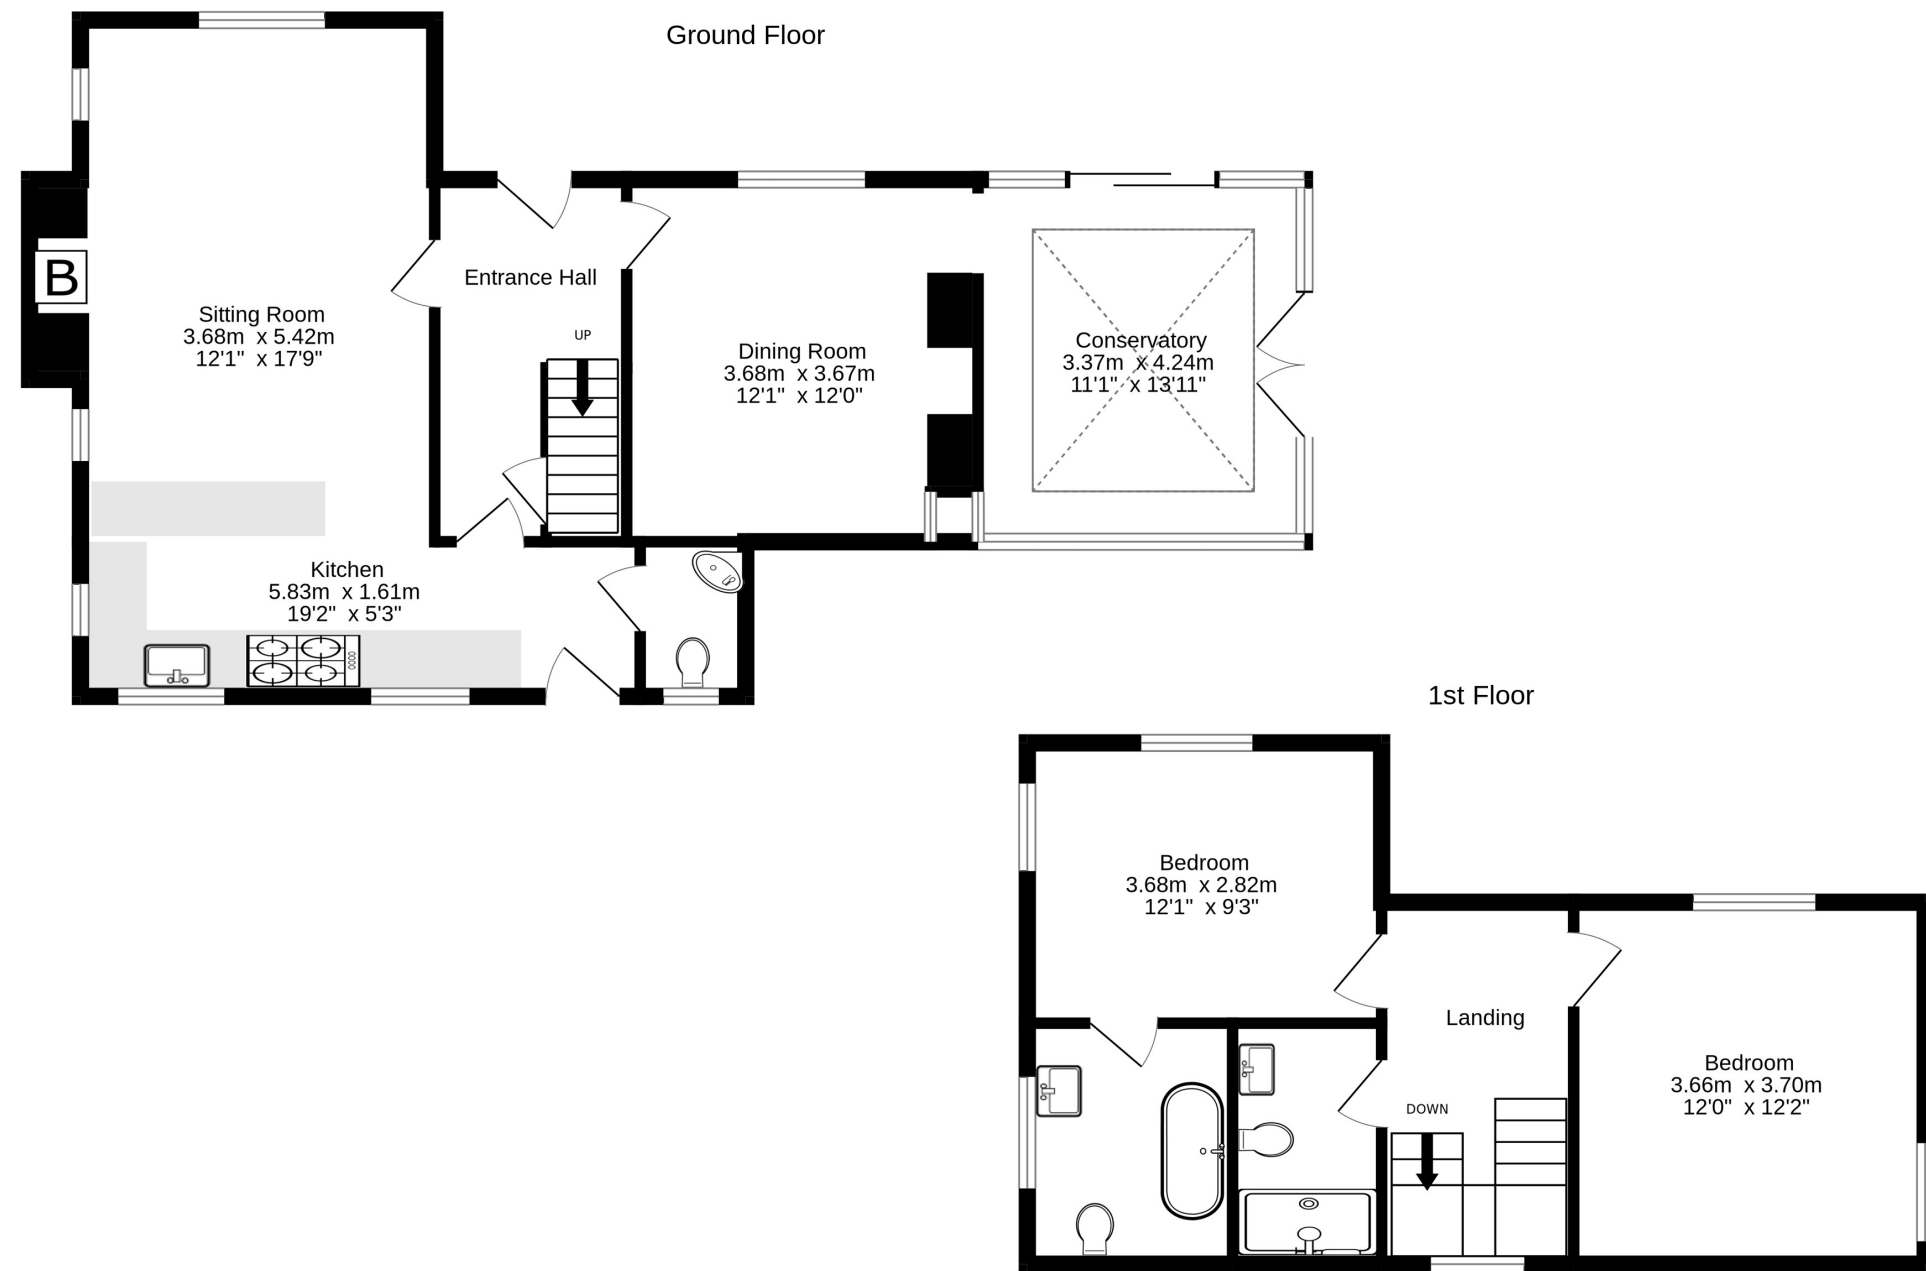 Ground Floor
B
Sitting Room
3.68m x 5.42m
12'1" x 17'9"
Entrance Hall
UP
Dining Room
3.68m x 3.67m
12'1" x 12'0"
Conservatory
3.37m x 4.24m
11'1" x 13'11"
Kitchen
5.83m x 1.61m
19'2" x 5'3"
1st Floor
Bedroom
3.68m x 2.82m
12'1" x 9'3"
Landing
DOWN
Bedroom
3.66m x 3.70m
12'0" x 12'2"